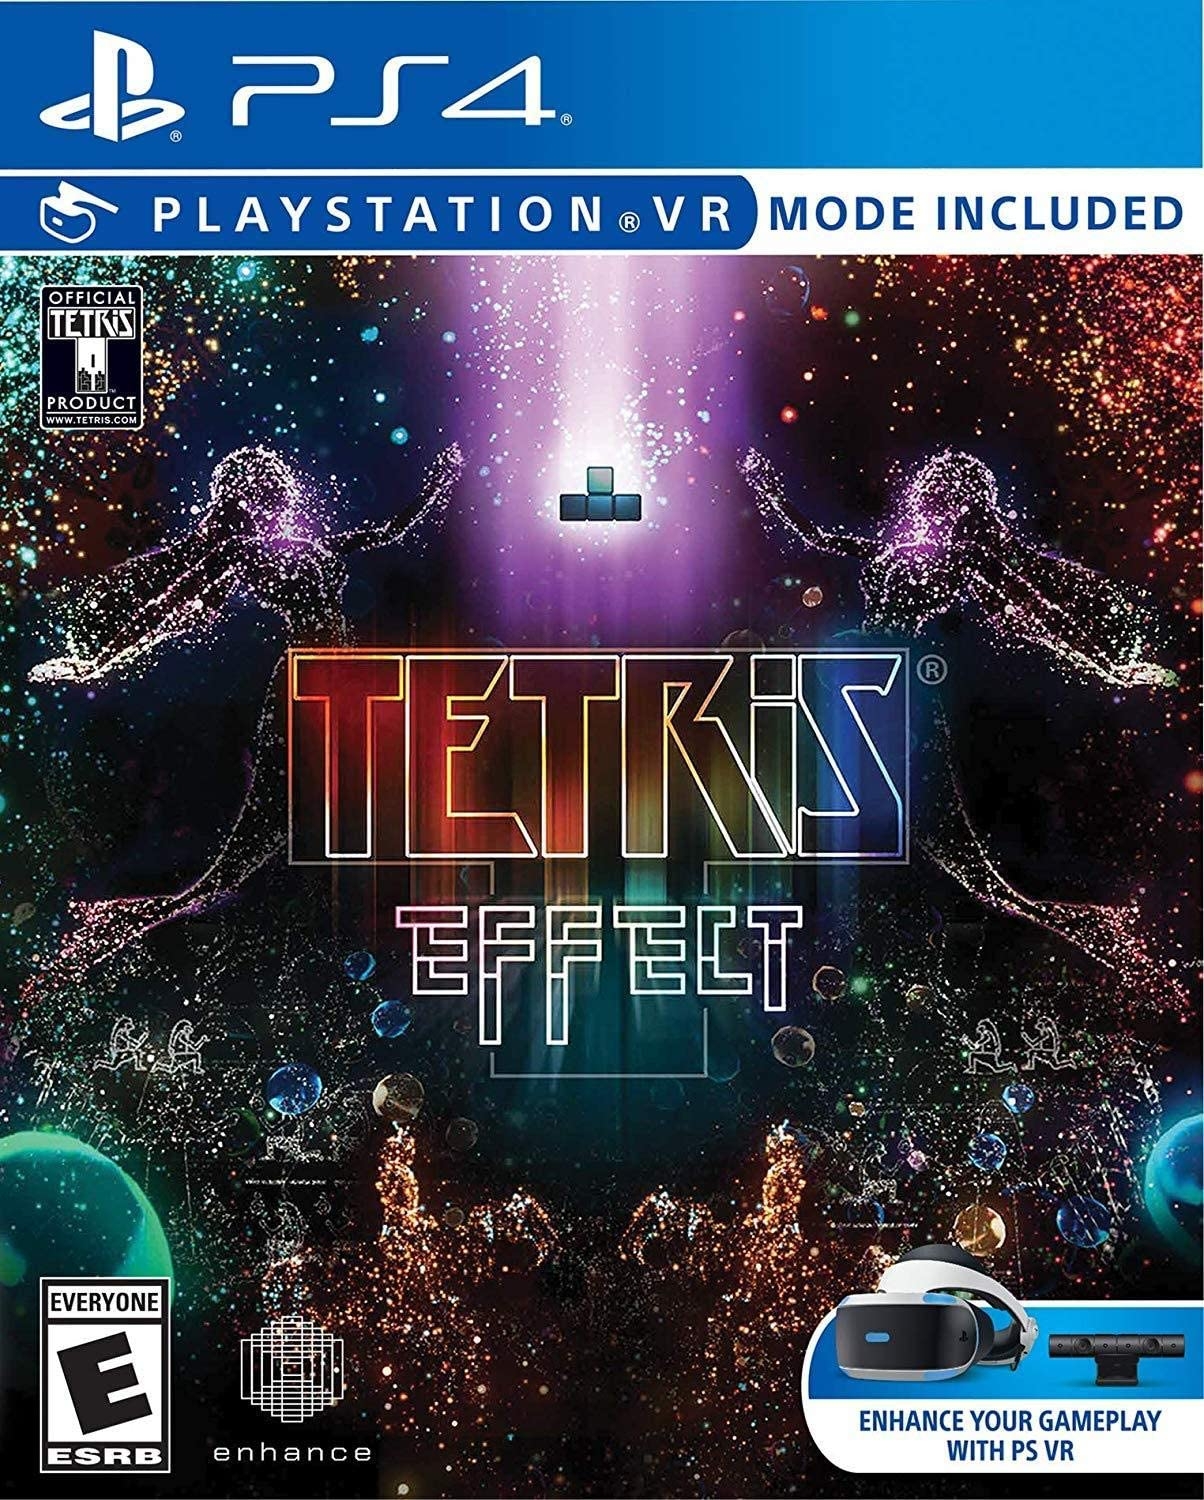 PS4®
PLAYSTATION®VR MODE INCLUDED
OFFICIAL
TETRIS
™
PRODUCT
WWW.TETRIS.COM
TETRIS®
EFFECT
EVERYONE
E
ESRB
enhance
ENHANCE YOUR GAMEPLAY
WITH PS VR